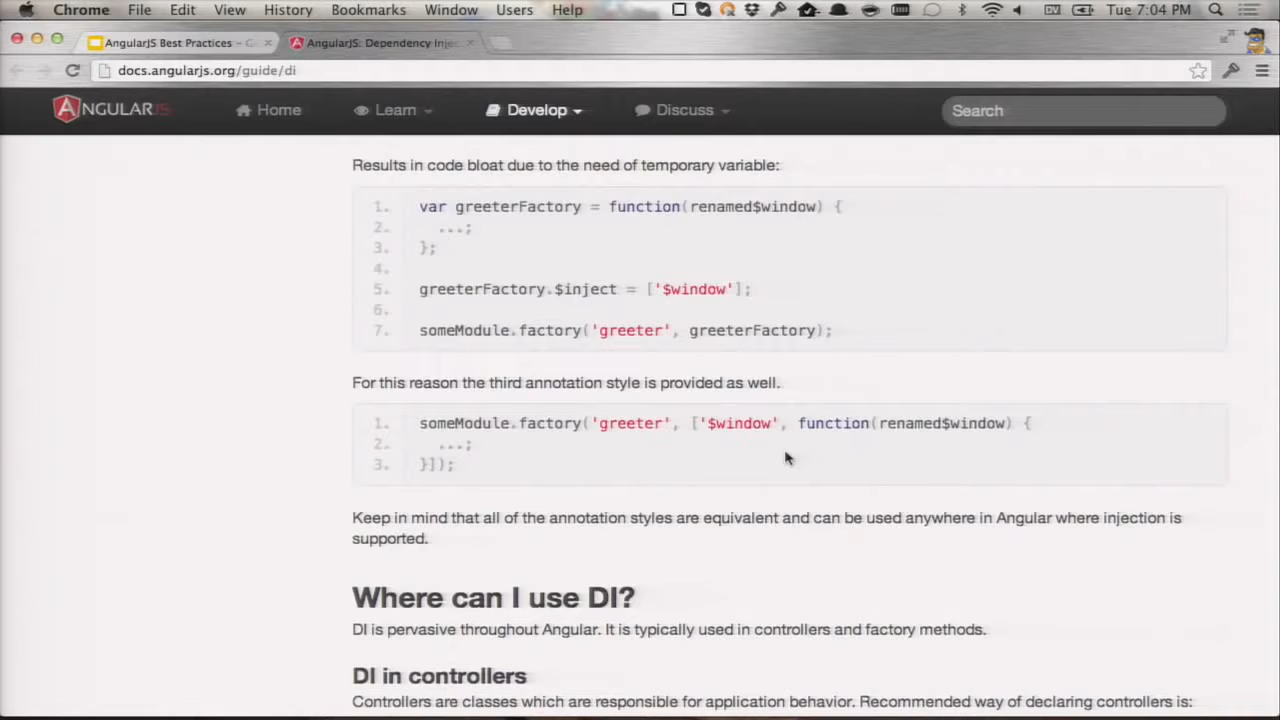 Chrome File Edit View History Bookmarks Window Users Help Tue 7:04 PM
AngularJS Best Practices – G AngularJS: Dependency Injec
docs.angularjs.org/guide/di
ANGULARJS Home Learn Develop Discuss Search
Results in code bloat due to the need of temporary variable:
1. var greeterFactory = function(renamed$window) {
2. ...;
3. };
4.
5. greeterFactory.$inject = ['$window'];
6.
7. someModule.factory('greeter', greeterFactory);
For this reason the third annotation style is provided as well.
1. someModule.factory('greeter', ['$window', function(renamed$window) {
2. ...;
3. }]);
Keep in mind that all of the annotation styles are equivalent and can be used anywhere in Angular where injection is
supported.
Where can I use DI?
DI is pervasive throughout Angular. It is typically used in controllers and factory methods.
DI in controllers
Controllers are classes which are responsible for application behavior. Recommended way of declaring controllers is: